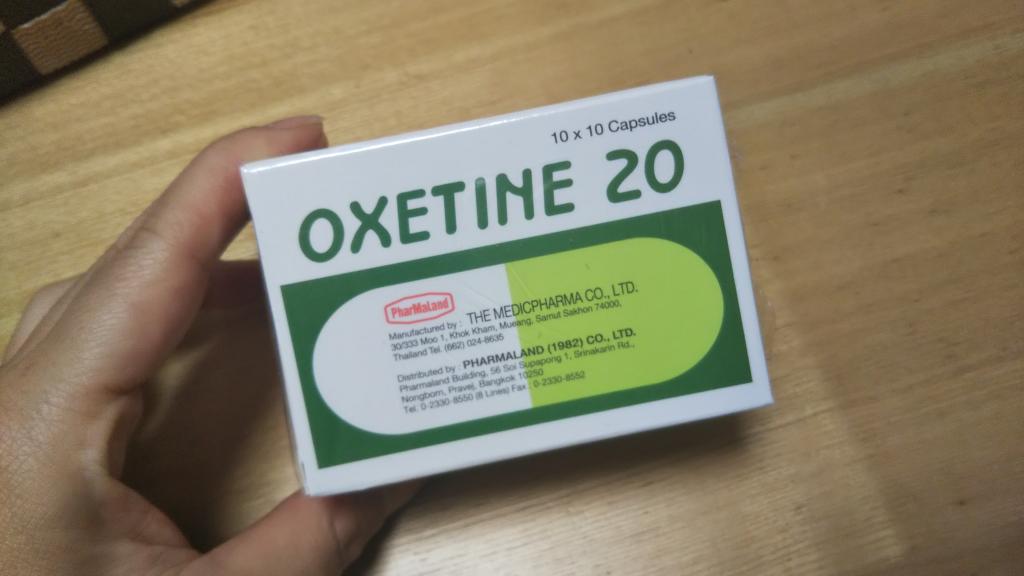 10 x 10 Capsules
OXETINE 20
PharMaLand
Manufactured by : THE MEDICPHARMA CO., LTD.
30/333 Moo 1, Khok Kham, Mueang, Samut Sakhon 74000,
Thailand Tel. (662) 024-8635
Distributed by : PHARMALAND (1982) CO., LTD.
Pharmaland Building, 56 Soi Supapong 1, Srinakarin Rd.,
Nongborn, Pravej, Bangkok 10250
Tel. 0-2330-8550 (8 Lines) Fax : 0-2330-8552